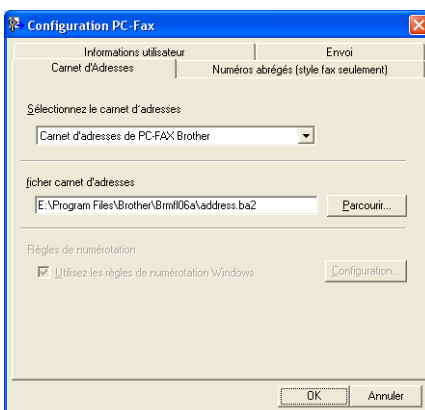 Configuration PC-Fax
Informations utilisateur
Envoi
Carnet d'Adresses
Numéros abrégés (style fax seulement)
Sélectionnez le carnet d'adresses
Carnet d'adresses de PC-FAX Brother
ficher carnet d'adresses
E:\Program Files\Brother\Brmfl06a\address.ba2
Parcourir...
Règles de numérotation
Utilisez les règles de numérotation Windows
Configuration...
OK
Annuler